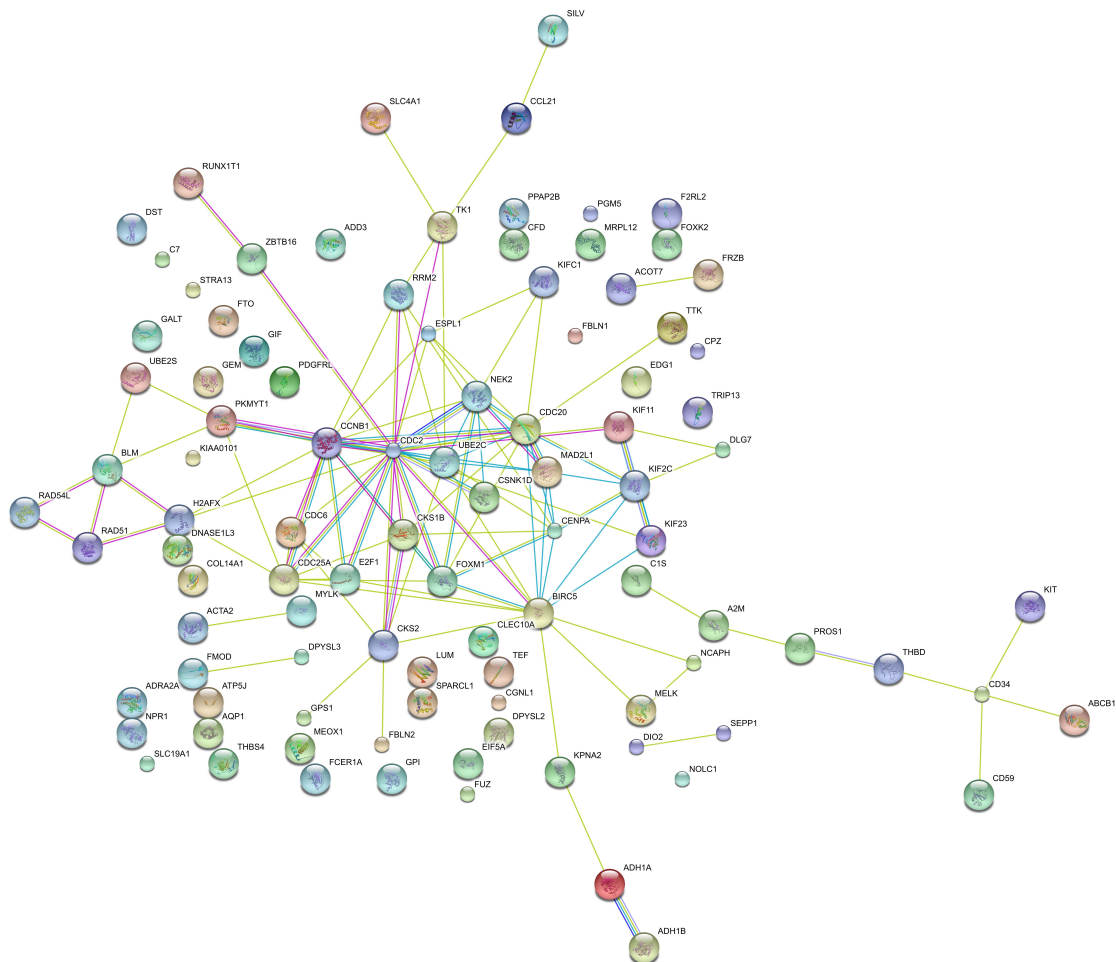 SILV
SLC4A1
CCL21
RUNX1T1
PPAP2B
PGM5
F2RL2
DST
TK1
ADD3
CFD
MRPL12
FOXK2
ZBTB16
C7
KIFC1
ACOT7
FRZB
STRA13
RRM2
FTO
ESPL1
TTK
GALT
GIF
FBLN1
CPZ
UBE2S
GEM
PDGFRL
NEK2
EDG1
TRIP13
PKMYT1
CCNB1
CDC2
CDC20
KIF11
KIAA0101
UBE2C
MAD2L1
DLG7
BLM
CSNK1D
KIF2C
RAD54L
H2AFX
CDC6
CKS1B
CENPA
KIF23
RAD51
DNASE1L3
COL14A1
CDC25A
E2F1
FOXM1
C1S
MYLK
BIRC5
KIT
ACTA2
CLEC10A
A2M
PROS1
CKS2
NCAPH
THBD
FMOD
DPYSL3
LUM
TEF
CD34
ADRA2A
ATP5J
SPARCL1
CGNL1
MELK
ABCB1
NPR1
AQP1
GPS1
DPYSL2
SEPP1
SLC19A1
THBS4
MEOX1
FBLN2
DIO2
FCER1A
GPI
EIF5A
KPNA2
NOLC1
CD59
FUZ
ADH1A
ADH1B